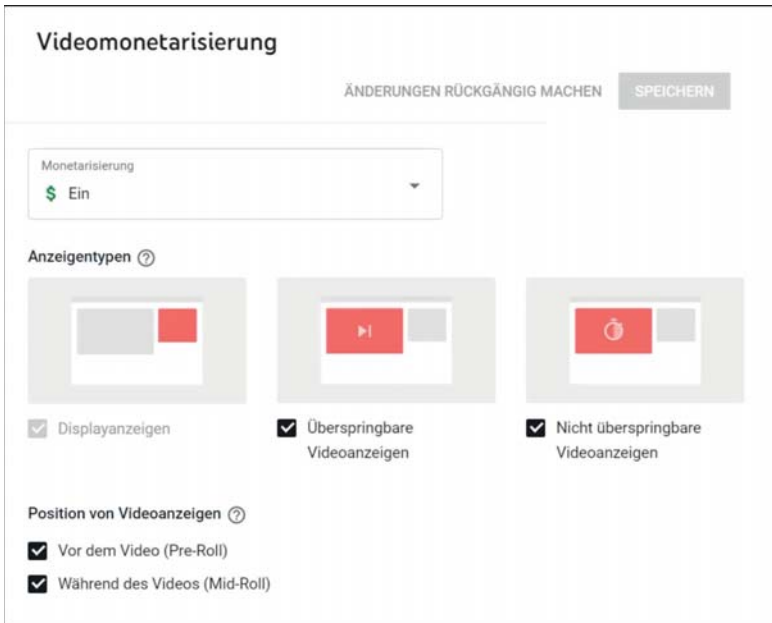 Videomonetarisierung
ÄNDERUNGEN RÜCKGÄNGIG MACHEN SPEICHERN
Monetarisierung
$ Ein
Anzeigentypen ?
Displayanzeigen
Überspringbare
Videoanzeigen
Nicht überspringbare
Videoanzeigen
Position von Videoanzeigen ?
Vor dem Video (Pre-Roll)
Während des Videos (Mid-Roll)